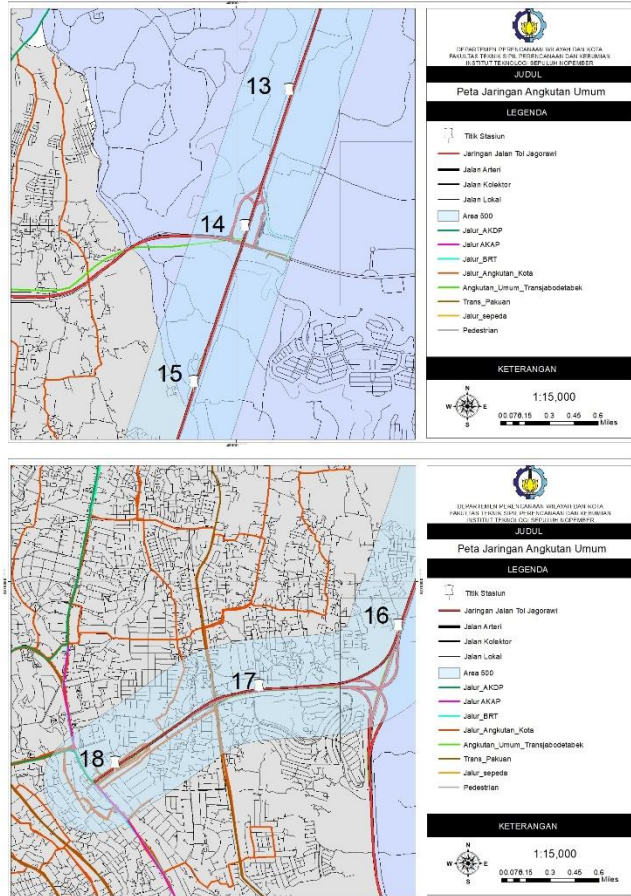 DEPARTEMEN PERENCANAAN WILAYAH DAN KOTA
FAKULTAS TEKNIK SIPIL PERENCANAAN DAN KEBUMIAN
INSTITUT TEKNOLOGI SEPULUH NOPEMBER
JUDUL
Peta Jaringan Angkutan Umum
LEGENDA
Titik Stasiun
Jaringan Jalan Tol Jagorawi
Jalan Arteri
Jalan Kolektor
Jalan Lokal
Area 500
Jalur_AKDP
Jalur AKAP
Jalur_BRT
Jalur_Angkutan_Kota
Angkutan_Umum_Transjabodetabek
Trans_Pakuan
Jalur_sepeda
Pedestrian
KETERANGAN
N
W E
S
1:15,000
0 0.075 0.15 0.3 0.45 0.6
Miles
13
14
15
DEPARTEMEN PERENCANAAN WILAYAH DAN KOTA
FAKULTAS TEKNIK SIPIL PERENCANAAN DAN KEBUMIAN
INSTITUT TEKNOLOGI SEPULUH NOPEMBER
JUDUL
Peta Jaringan Angkutan Umum
LEGENDA
Titik Stasiun
Jaringan Jalan Tol Jagorawi
Jalan Arteri
Jalan Kolektor
Jalan Lokal
Area 500
Jalur_AKDP
Jalur AKAP
Jalur_BRT
Jalur_Angkutan_Kota
Angkutan_Umum_Transjabodetabek
Trans_Pakuan
Jalur_sepeda
Pedestrian
KETERANGAN
N
W E
S
1:15,000
0 0.075 0.15 0.3 0.45 0.6
Miles
16
17
18